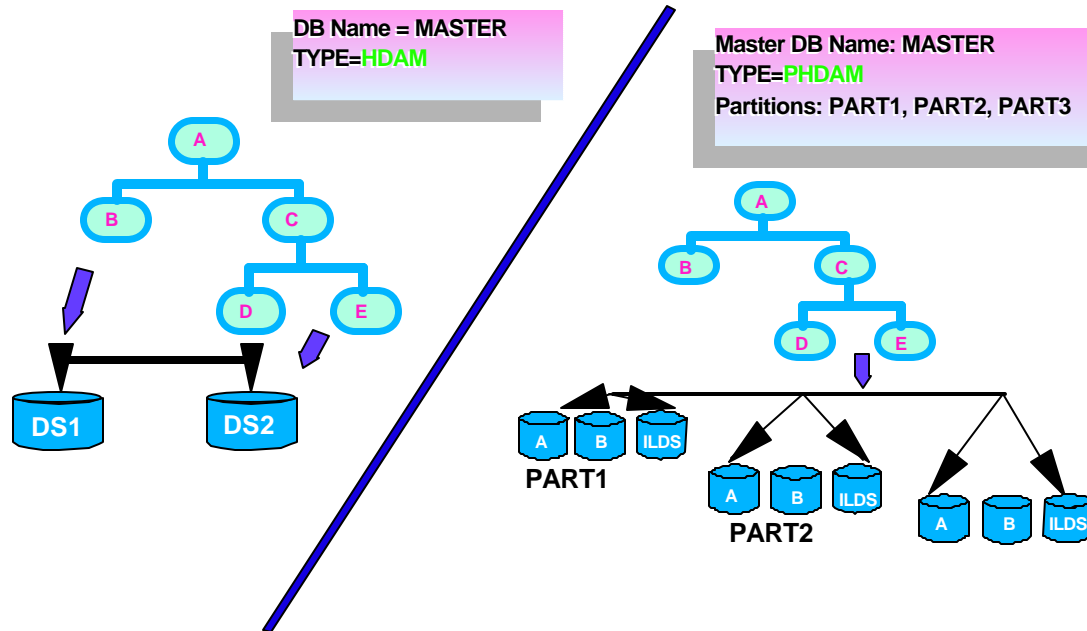 DB Name = MASTER
TYPE=HDAM
A
B
C
D
E
DS1
DS2
Master DB Name: MASTER
TYPE=PHDAM
Partitions: PART1, PART2, PART3
A
B
C
D
E
A
B
ILDS
PART1
A
B
ILDS
PART2
A
B
ILDS